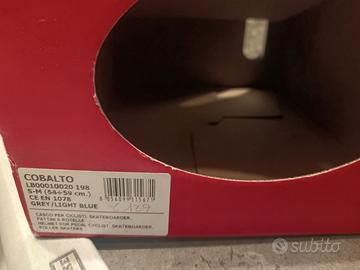 COBALTO
LB00010020 198
S-M (54÷59 cm.)
CE EN 1078
GREY/LIGHT BLUE
CASCO PER CICLISTI, SKATEBOARDER,
PATTINI A ROTELLE
HELMET FOR PEDAL CYCLIST, SKATEBOARDER,
ROLLER SKATERS
subito